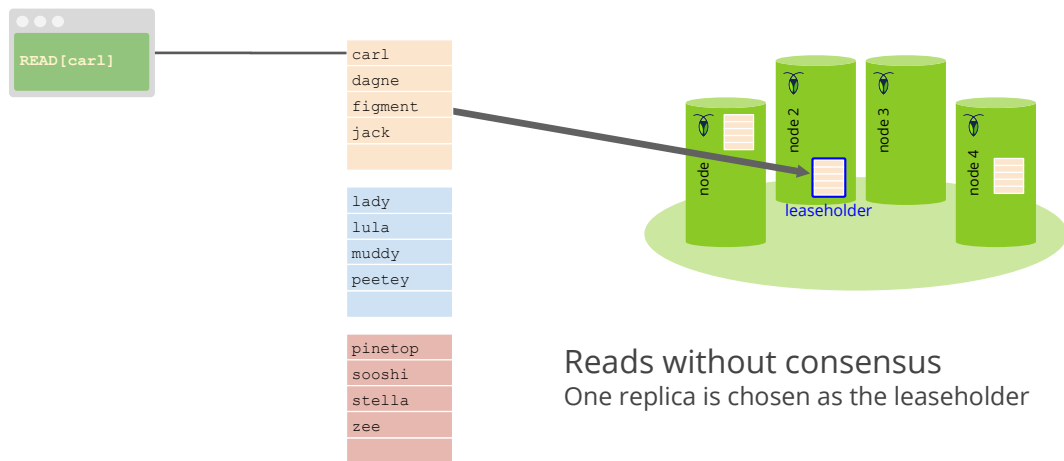 READ[carl]
carl
dagne
figment
jack
lady
lula
muddy
peetey
pinetop
sooshi
stella
zee
node
node 2
node 3
node 4
leaseholder
Reads without consensus
One replica is chosen as the leaseholder